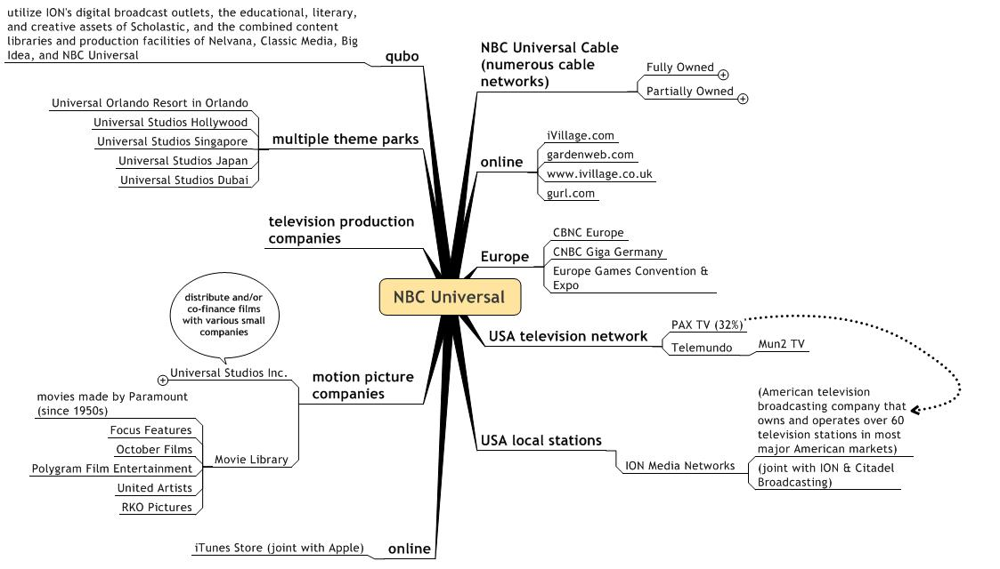 utilize ION's digital broadcast outlets, the educational, literary,
and creative assets of Scholastic, and the combined content
libraries and production facilities of Nelvana, Classic Media, Big
Idea, and NBC Universal
qubo
Universal Orlando Resort in Orlando
Universal Studios Hollywood
Universal Studios Singapore
Universal Studios Japan
Universal Studios Dubai
multiple theme parks
television production
companies
distribute and/or
co-finance films
with various small
companies
Universal Studios Inc.
motion picture
companies
movies made by Paramount
(since 1950s)
Focus Features
October Films
Polygram Film Entertainment
United Artists
RKO Pictures
Movie Library
iTunes Store (joint with Apple)
online
NBC Universal
NBC Universal Cable
(numerous cable
networks)
Fully Owned
Partially Owned
online
iVillage.com
gardenweb.com
www.ivillage.co.uk
gurl.com
Europe
CBNC Europe
CNBC Giga Germany
Europe Games Convention &
Expo
USA television network
PAX TV (32%)
Telemundo
Mun2 TV
USA local stations
ION Media Networks
(American television
broadcasting company that
owns and operates over 60
television stations in most
major American markets)
(joint with ION & Citadel
Broadcasting)